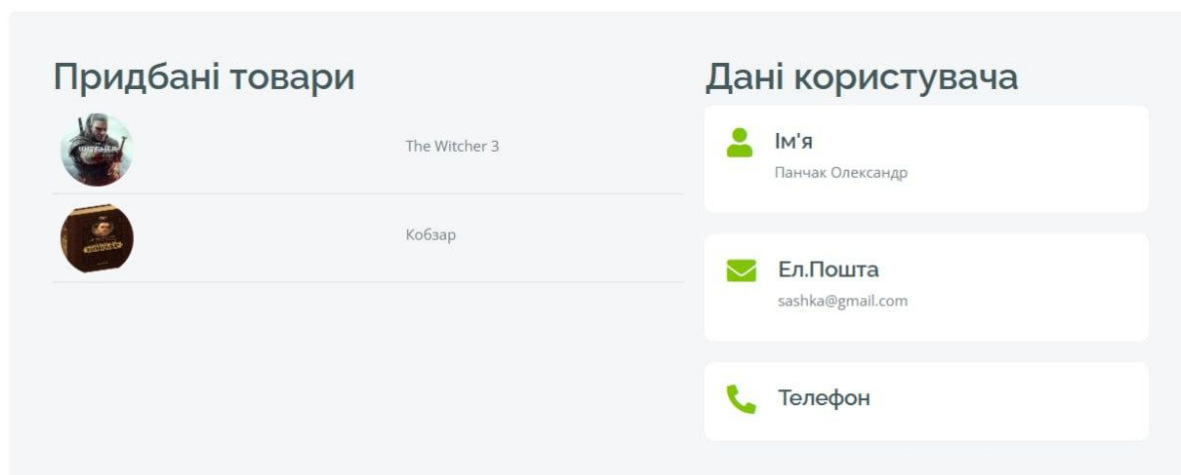 Придбані товари
The Witcher 3
Кобзар
Дані користувача
Ім'я
Панчак Олександр
Ел.Пошта
sashka@gmail.com
Телефон